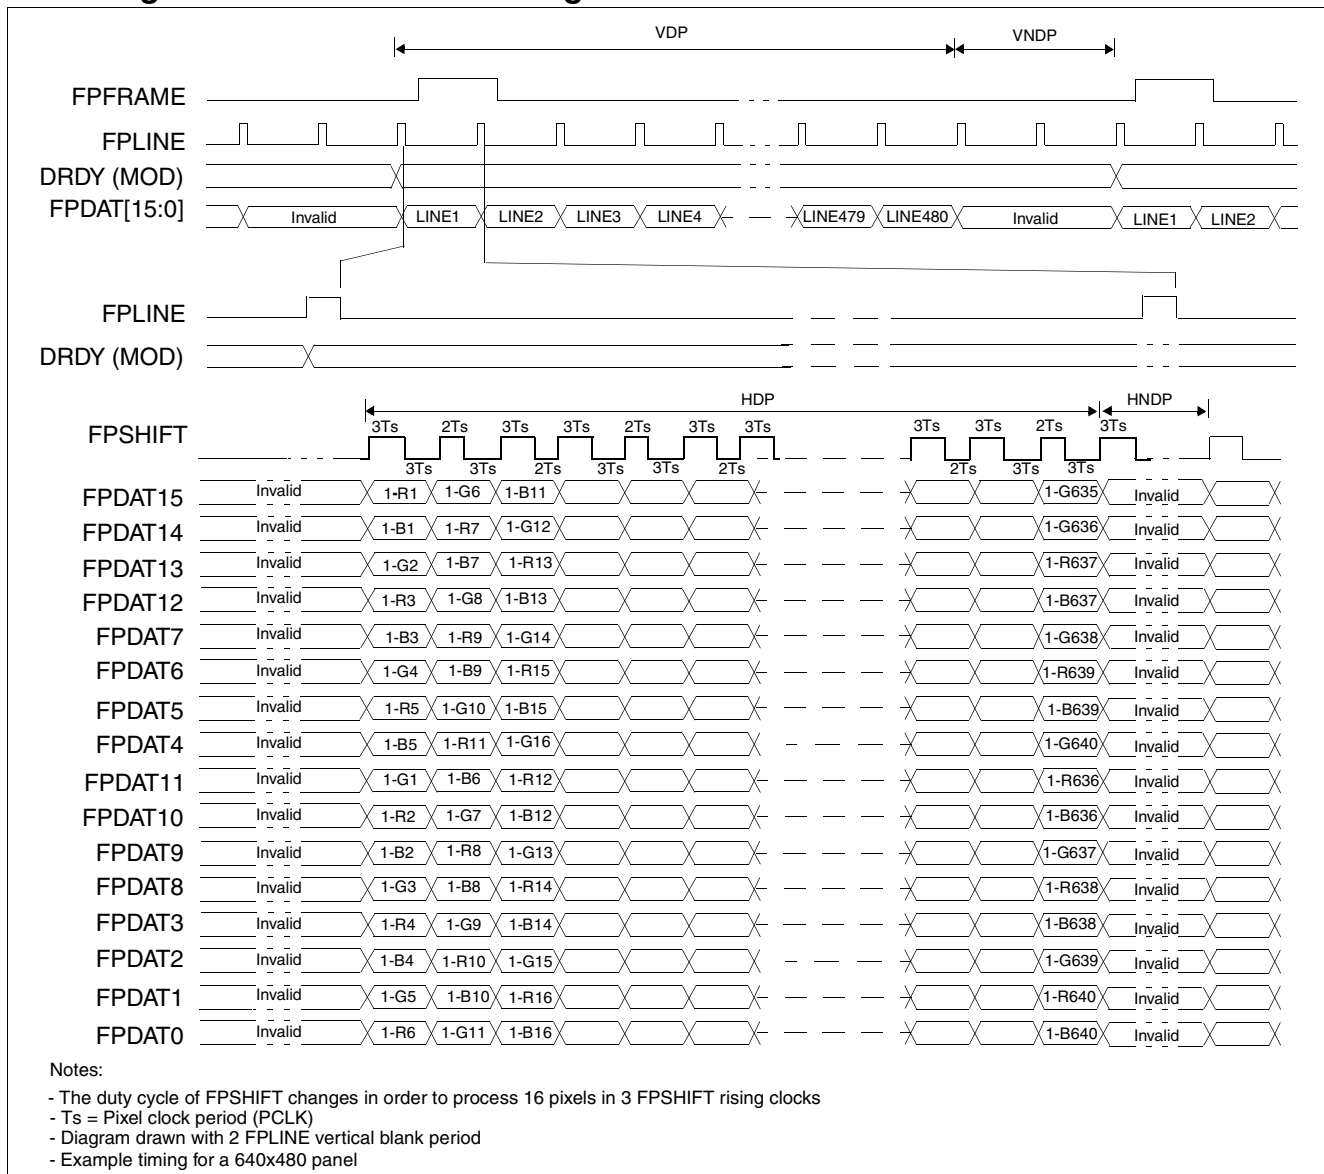 VDP VNDP
FPFRAME
FPLINE
DRDY (MOD)
FPDAT[15:0] Invalid LINE1 LINE2 LINE3 LINE4 LINE479 LINE480 Invalid LINE1 LINE2
FPLINE
DRDY (MOD)
HDP HNDP
FPSHIFT 3Ts 2Ts 3Ts 3Ts 2Ts 3Ts 3Ts 3Ts 3Ts 2Ts 3Ts
3Ts 3Ts 2Ts 3Ts 3Ts 2Ts 2Ts 3Ts 3Ts
FPDAT15 Invalid 1-R1 1-G6 1-B11 1-G635 Invalid
FPDAT14 Invalid 1-B1 1-R7 1-G12 1-G636 Invalid
FPDAT13 Invalid 1-G2 1-B7 1-R13 1-R637 Invalid
FPDAT12 Invalid 1-R3 1-G8 1-B13 1-B637 Invalid
FPDAT7 Invalid 1-B3 1-R9 1-G14 1-G638 Invalid
FPDAT6 Invalid 1-G4 1-B9 1-R15 1-R639 Invalid
FPDAT5 Invalid 1-R5 1-G10 1-B15 1-B639 Invalid
FPDAT4 Invalid 1-B5 1-R11 1-G16 1-G640 Invalid
FPDAT11 Invalid 1-G1 1-B6 1-R12 1-R636 Invalid
FPDAT10 Invalid 1-R2 1-G7 1-B12 1-B636 Invalid
FPDAT9 Invalid 1-B2 1-R8 1-G13 1-G637 Invalid
FPDAT8 Invalid 1-G3 1-B8 1-R14 1-R638 Invalid
FPDAT3 Invalid 1-R4 1-G9 1-B14 1-B638 Invalid
FPDAT2 Invalid 1-B4 1-R10 1-G15 1-G639 Invalid
FPDAT1 Invalid 1-G5 1-B10 1-R16 1-R640 Invalid
FPDAT0 Invalid 1-R6 1-G11 1-B16 1-B640 Invalid
Notes:
- The duty cycle of FPSHIFT changes in order to process 16 pixels in 3 FPSHIFT rising clocks
- Ts = Pixel clock period (PCLK)
- Diagram drawn with 2 FPLINE vertical blank period
- Example timing for a 640x480 panel